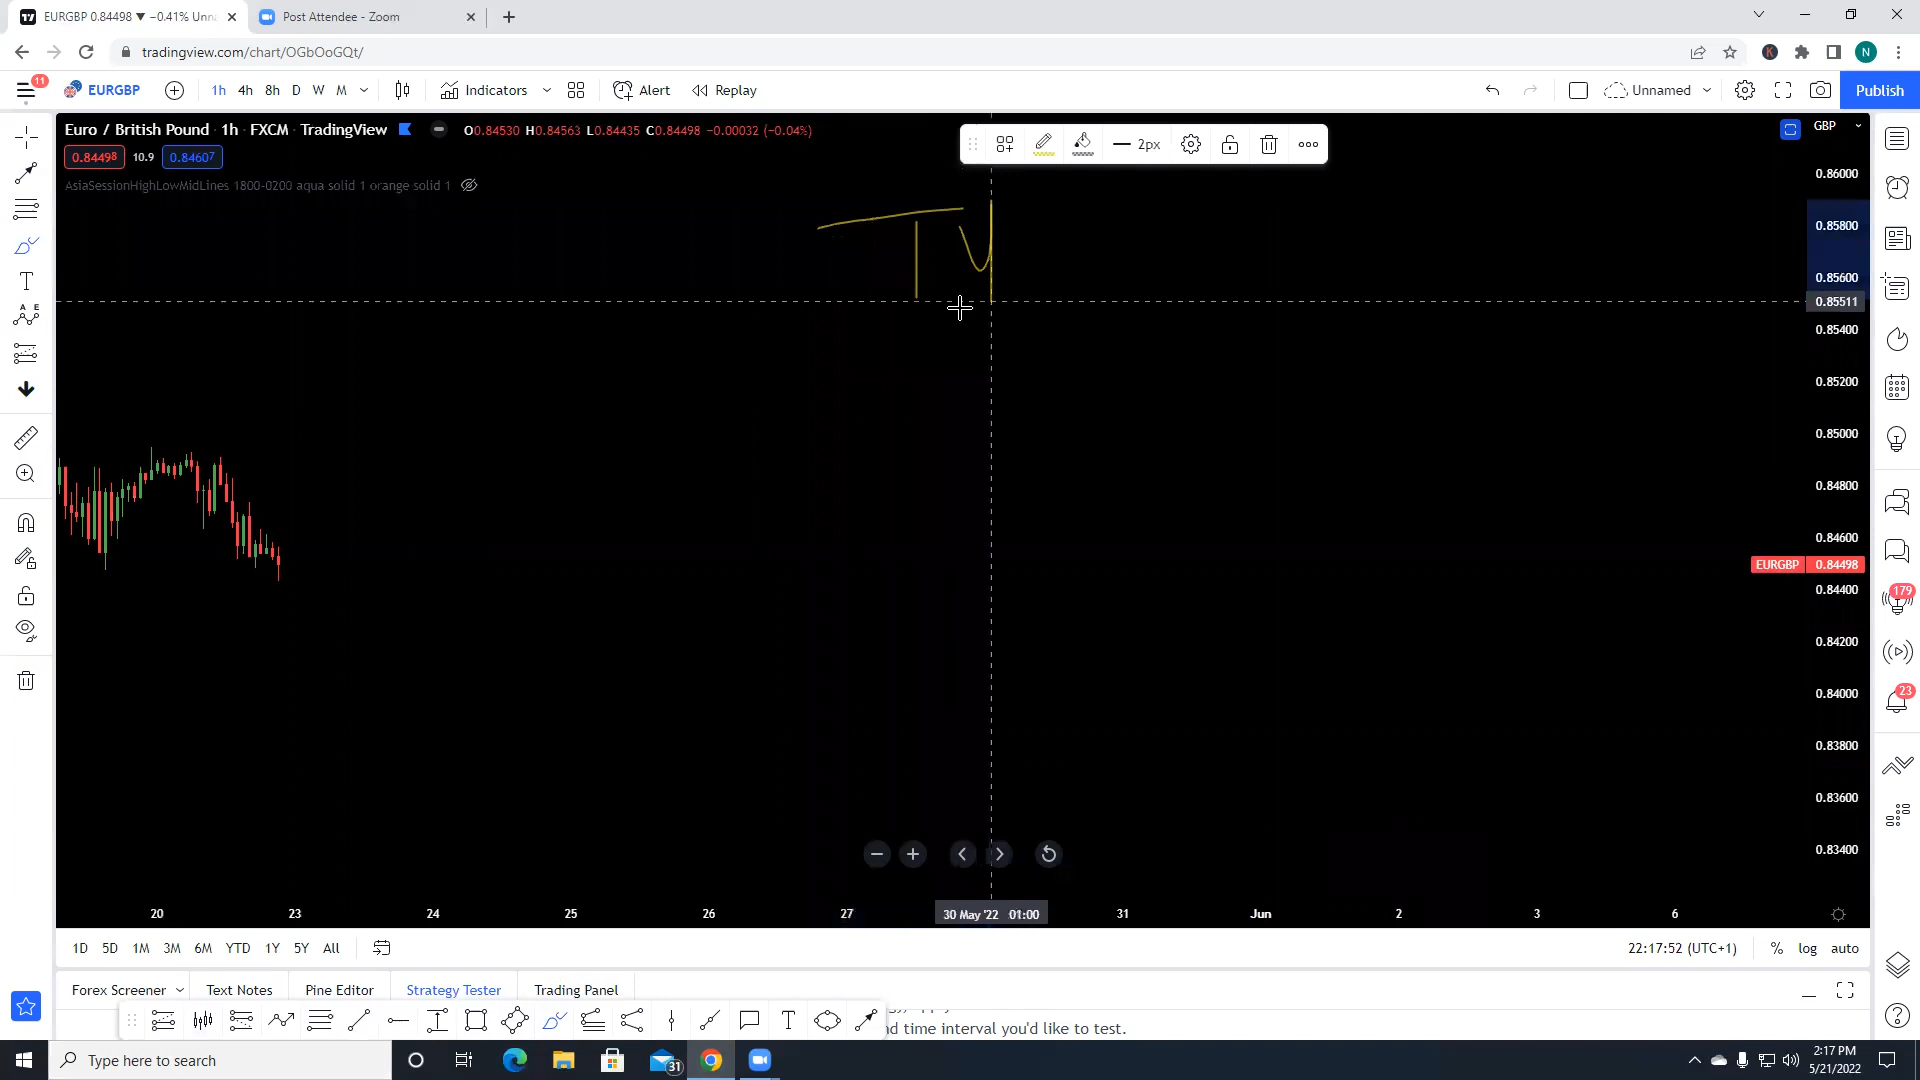 EURGBP 0.84498 ▼ −0.41% Unna
Post Attendee - Zoom
tradingview.com/chart/OGbOoGQt/
N
11
EURGBP
1h 4h 8h D W M
Indicators
Alert
Replay
Unnamed
Publish
Euro / British Pound · 1h · FXCM · TradingView
O0.84530 H0.84563 L0.84435 C0.84498 −0.00032 (−0.04%)
GBP
0.84498 10.9 0.84607
2px
AsiaSessionHighLowMidLines 1800-0200 aqua solid 1 orange solid 1
0.86000
0.85800
0.85600
0.85511
0.85400
0.85200
0.85000
0.84800
0.84600
EURGBP 0.84498
0.84400
0.84200
0.84000
0.83800
0.83600
0.83400
179
23
20 23 24 25 26 27 30 May '22 01:00 31 Jun 2 3 6
1D 5D 1M 3M 6M YTD 1Y 5Y All
22:17:52 (UTC+1) % log auto
Forex Screener Text Notes Pine Editor Strategy Tester Trading Panel
nd time interval you'd like to test.
Type here to search
31
2:17 PM
5/21/2022